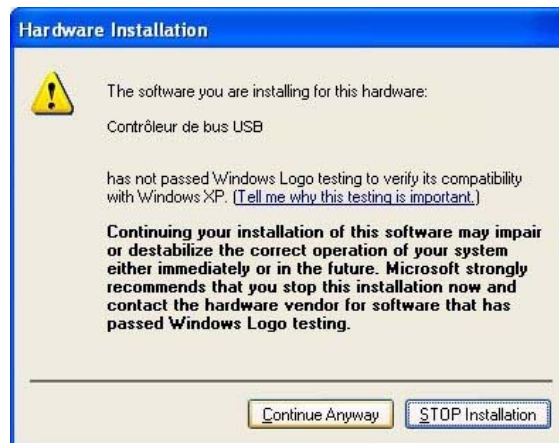 Hardware Installation
The software you are installing for this hardware:
Contrôleur de bus USB
has not passed Windows Logo testing to verify its compatibility
with Windows XP. (Tell me why this testing is important.)
Continuing your installation of this software may impair
or destabilize the correct operation of your system
either immediately or in the future. Microsoft strongly
recommends that you stop this installation now and
contact the hardware vendor for software that has
passed Windows Logo testing.
Continue Anyway STOP Installation